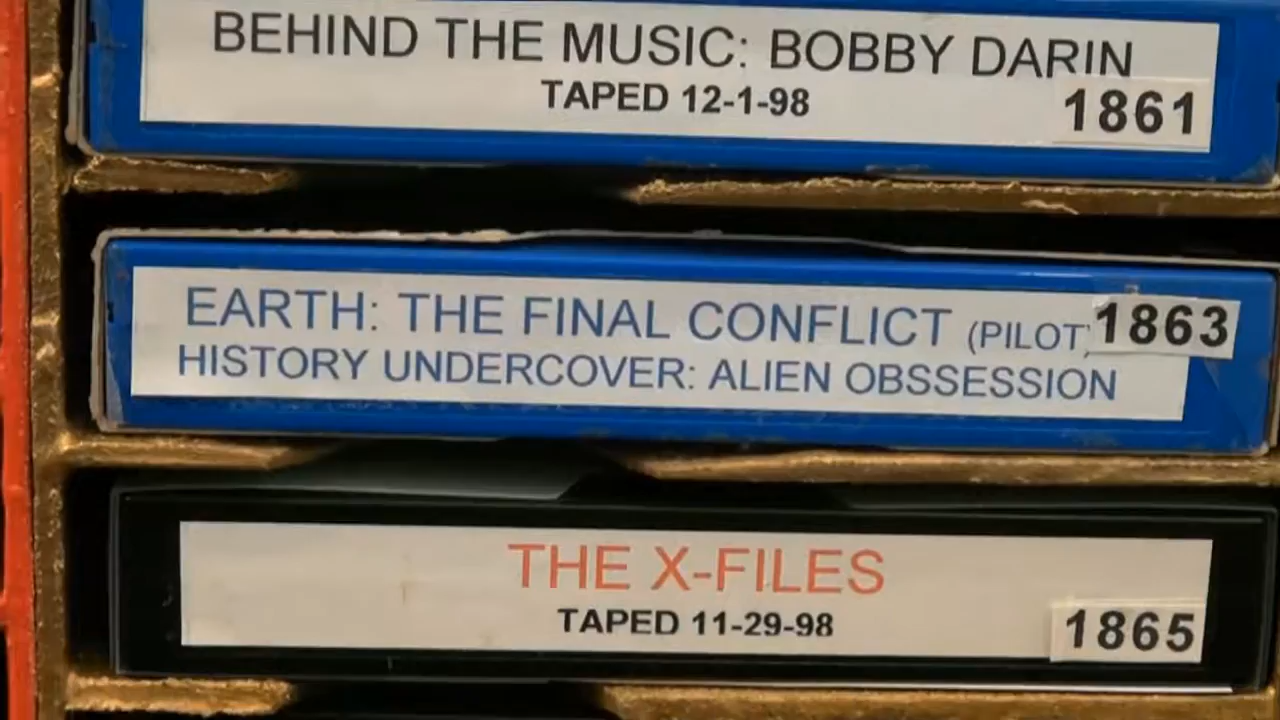 BEHIND THE MUSIC: BOBBY DARIN
TAPED 12-1-98
1861
EARTH: THE FINAL CONFLICT (PILOT)
1863
HISTORY UNDERCOVER: ALIEN OBSSESSION
THE X-FILES
TAPED 11-29-98
1865